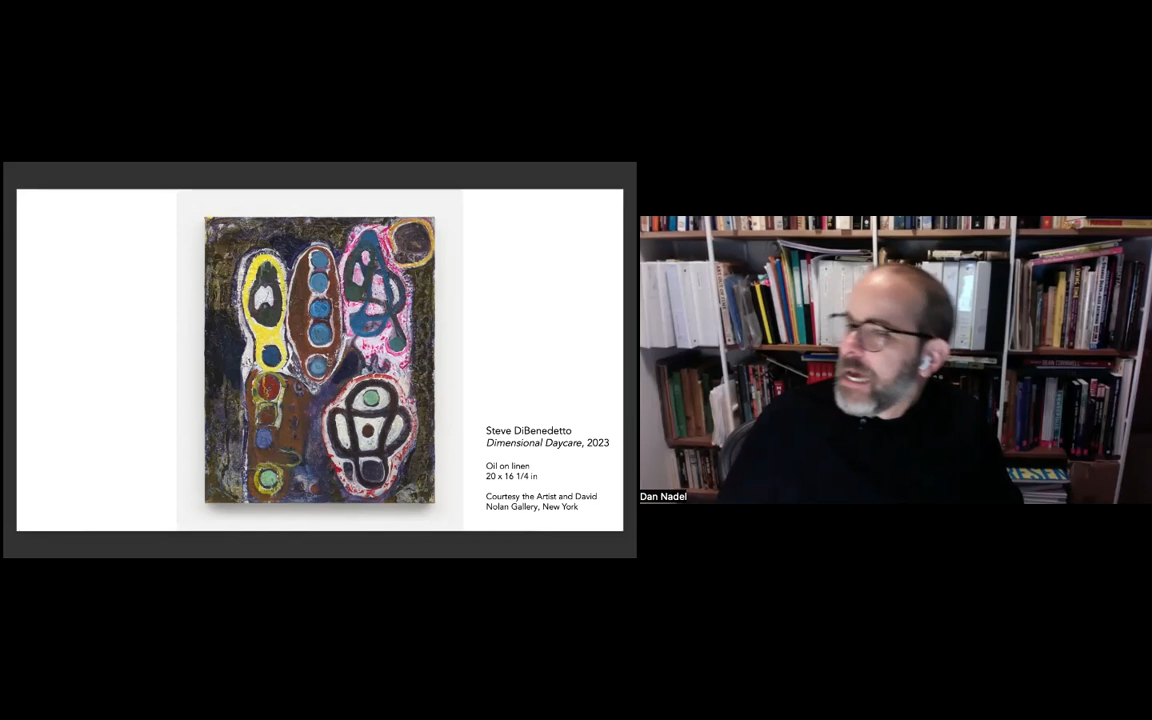 Steve DiBenedetto
Dimensional Daycare, 2023
Oil on linen
20 x 16 1/4 in
Courtesy the Artist and David
Nolan Gallery, New York
Dan Nadel